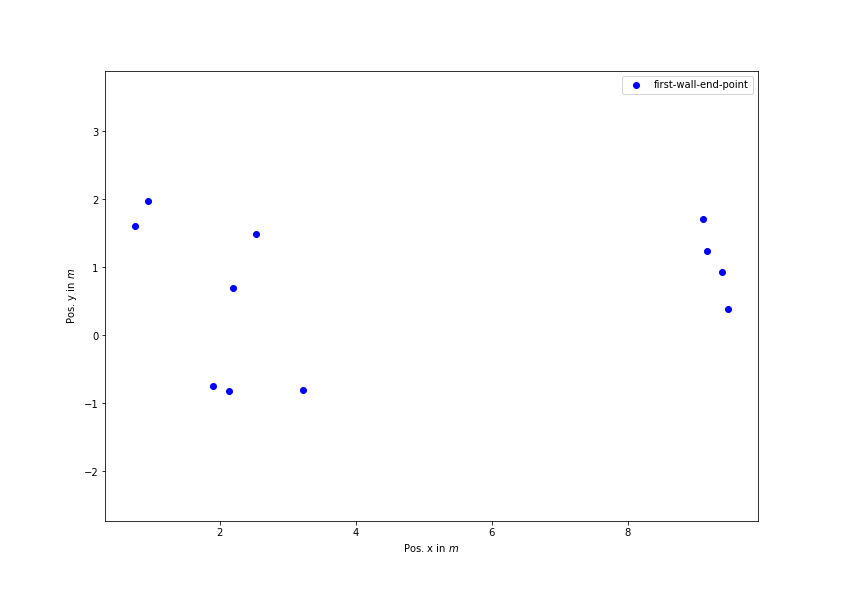 first-wall-end-point
3
2
1
0
−1
−2
Pos. y in m
2 4 6 8
Pos. x in m